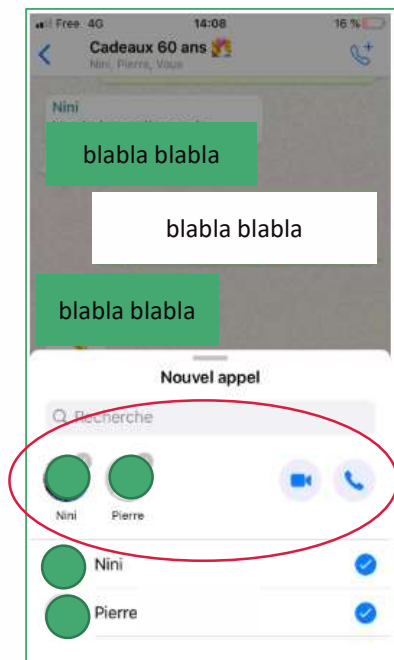 Free 4G 14:08 16 %
Cadeaux 60 ans
Nini, Pierre, Vous
Nini
blabla blabla
blabla blabla
blabla blabla
Nouvel appel
Recherche
Nini Pierre
Nini
Pierre